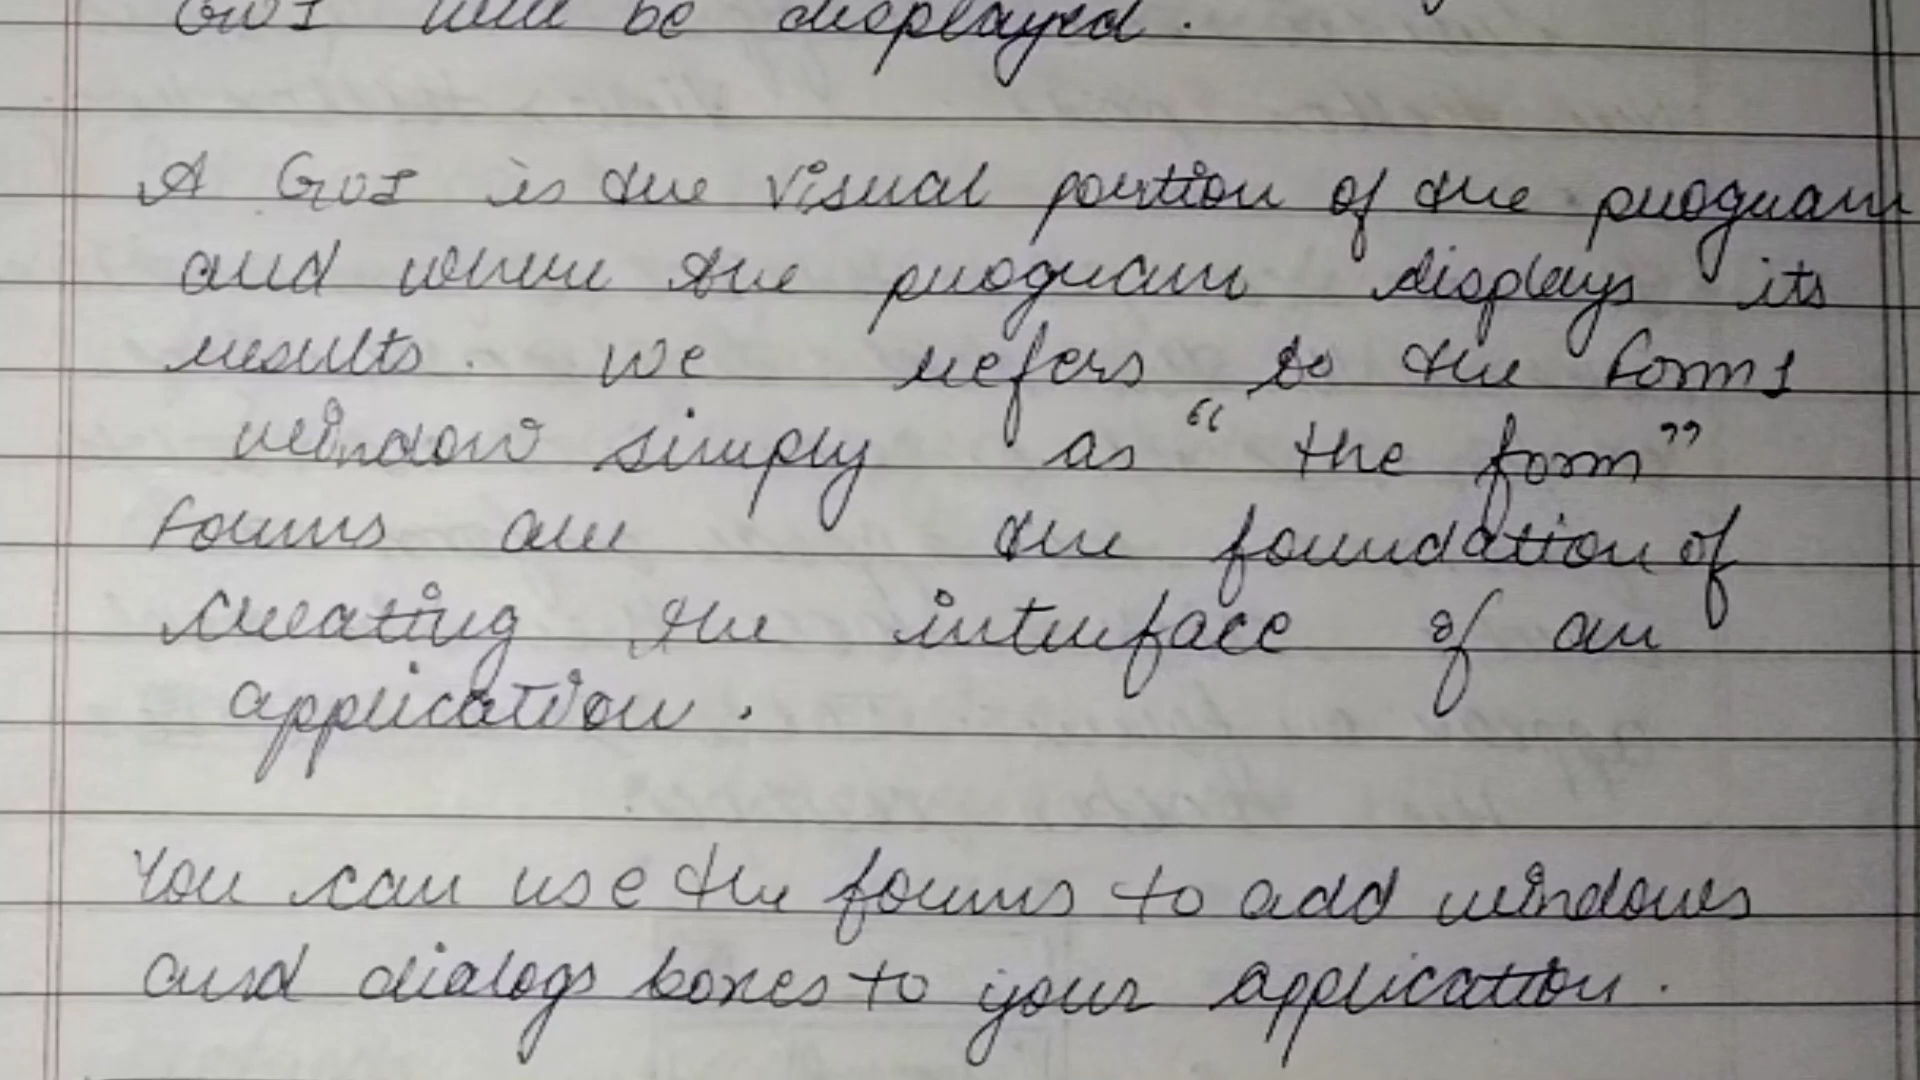 GUI will be displayed.
A GUI is the visual portion of the program
and where the program displays its
results. We refers to the form1
window simply as “the form”
Forms are the foundation of
creating the interface of an
application.
You can use the forms to add windows
and dialogs boxes to your application.